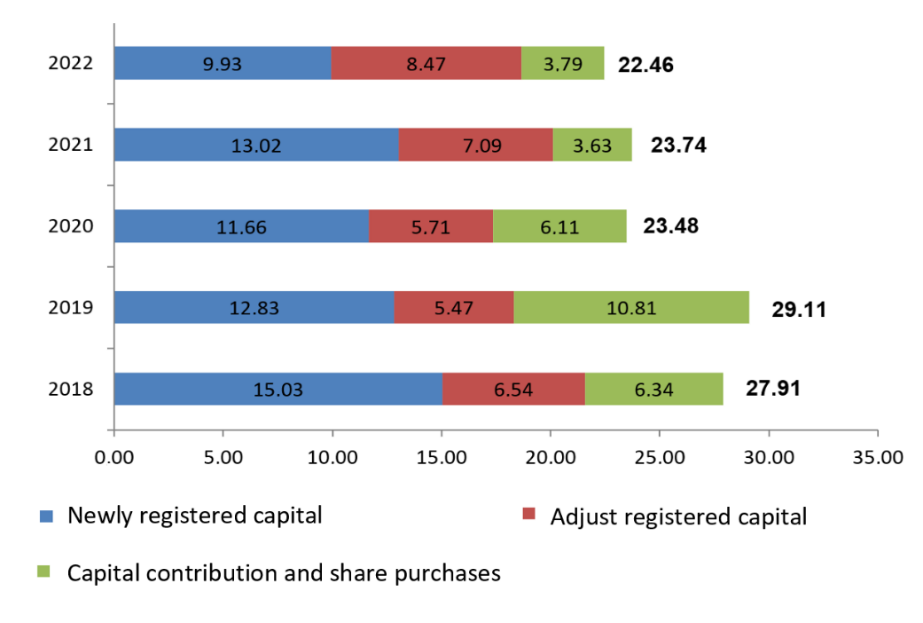 2022 9.93 8.47 3.79 22.46
2021 13.02 7.09 3.63 23.74
2020 11.66 5.71 6.11 23.48
2019 12.83 5.47 10.81 29.11
2018 15.03 6.54 6.34 27.91
0.00 5.00 10.00 15.00 20.00 25.00 30.00 35.00
Newly registered capital Adjust registered capital
Capital contribution and share purchases